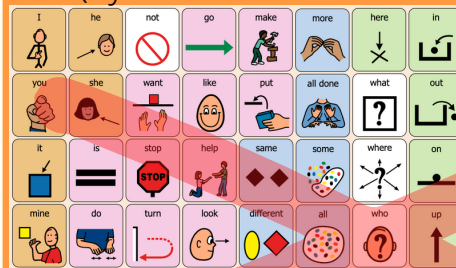 I he not go make more here in
you she want like put all done what out
it is stop help same some where on
STOP
mine do turn look different all who up